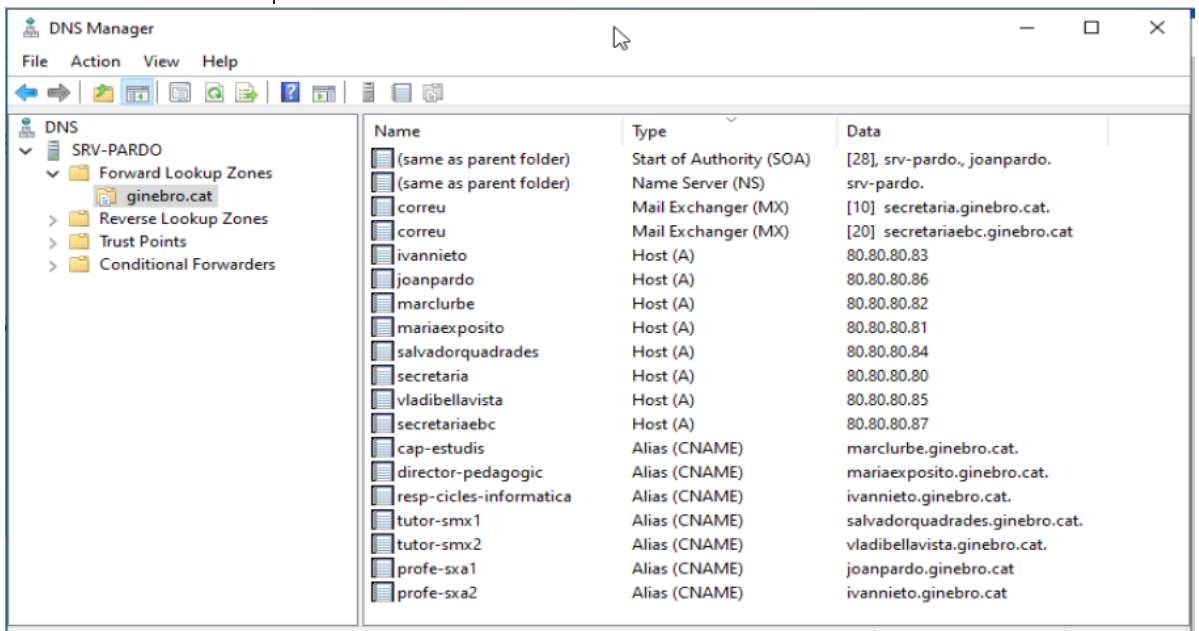 DNS Manager
File Action View Help
DNS
SRV-PARDO
Forward Lookup Zones
ginebro.cat
Reverse Lookup Zones
Trust Points
Conditional Forwarders
Name Type Data
(same as parent folder) Start of Authority (SOA) [28], srv-pardo., joanpardo.
(same as parent folder) Name Server (NS) srv-pardo.
correu Mail Exchanger (MX) [10] secretaria.ginebro.cat.
correu Mail Exchanger (MX) [20] secretariaebc.ginebro.cat
ivannieto Host (A) 80.80.80.83
joanpardo Host (A) 80.80.80.86
marclurbe Host (A) 80.80.80.82
mariaexposito Host (A) 80.80.80.81
salvadorquadrades Host (A) 80.80.80.84
secretaria Host (A) 80.80.80.80
vladibellavista Host (A) 80.80.80.85
secretariaebc Host (A) 80.80.80.87
cap-estudis Alias (CNAME) marclurbe.ginebro.cat.
director-pedagogic Alias (CNAME) mariaexposito.ginebro.cat.
resp-cicles-informatica Alias (CNAME) ivannieto.ginebro.cat.
tutor-smx1 Alias (CNAME) salvadorquadrades.ginebro.cat.
tutor-smx2 Alias (CNAME) vladibellavista.ginebro.cat.
profe-sxa1 Alias (CNAME) joanpardo.ginebro.cat
profe-sxa2 Alias (CNAME) ivannieto.ginebro.cat